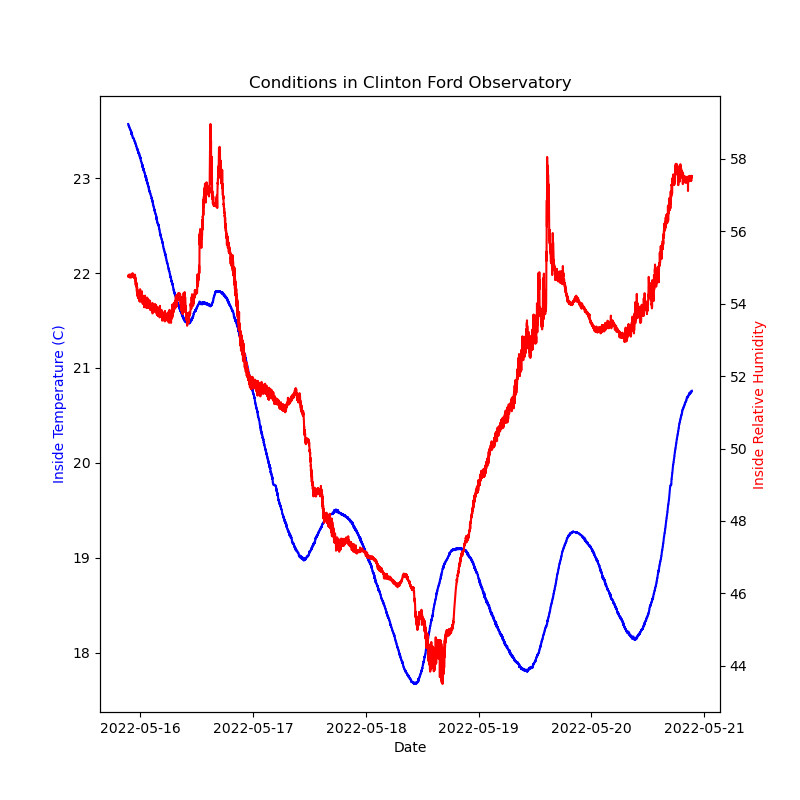 Conditions in Clinton Ford Observatory
Inside Temperature (C)
23
22
21
20
19
18
58
56
54
52
50
48
46
44
Inside Relative Humidity
2022-05-16 2022-05-17 2022-05-18 2022-05-19 2022-05-20 2022-05-21
Date